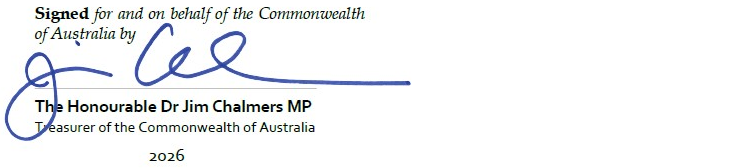 Signed for and on behalf of the Commonwealth
of Australia by
The Honourable Dr Jim Chalmers MP
Treasurer of the Commonwealth of Australia
2026